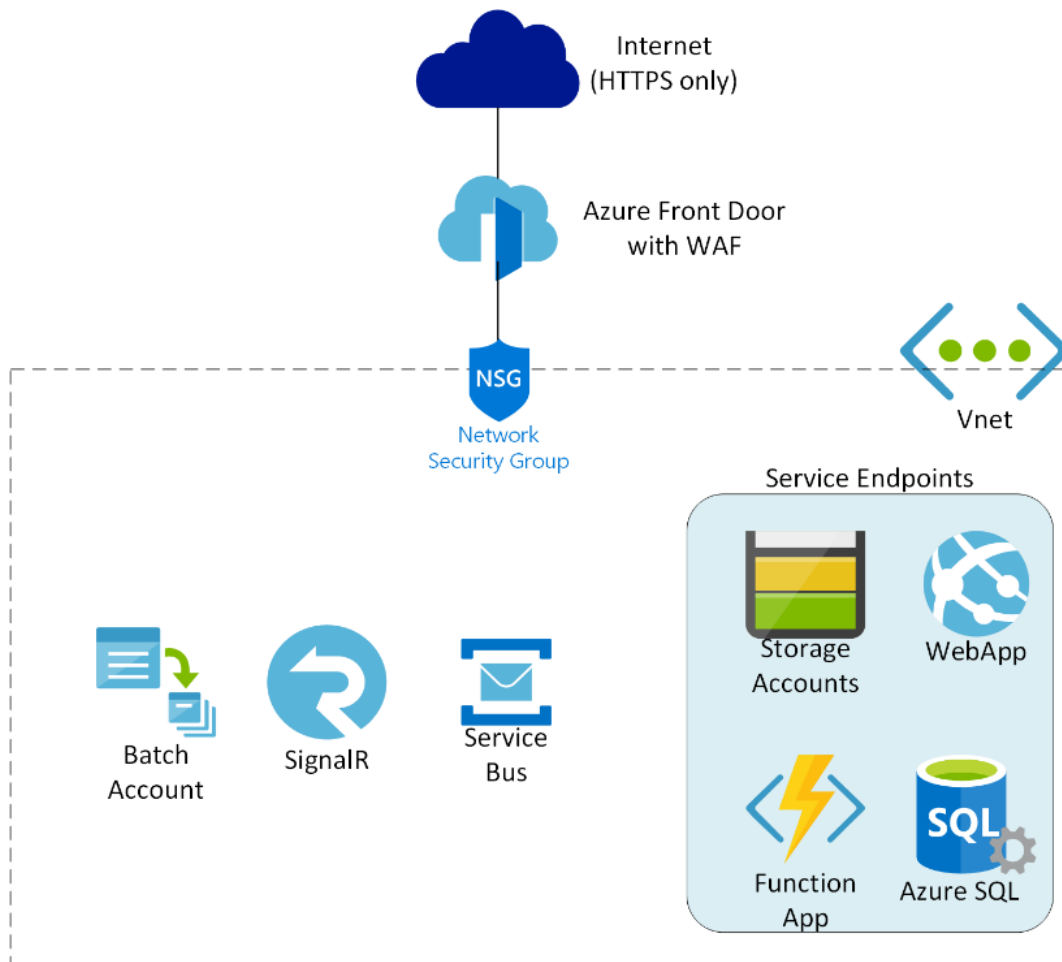 Internet
(HTTPS only)
Azure Front Door
with WAF
NSG
Network
Security Group
Vnet
Service Endpoints
Storage
Accounts
WebApp
Batch
Account
SignalR
Service
Bus
Function
App
SQL
Azure SQL